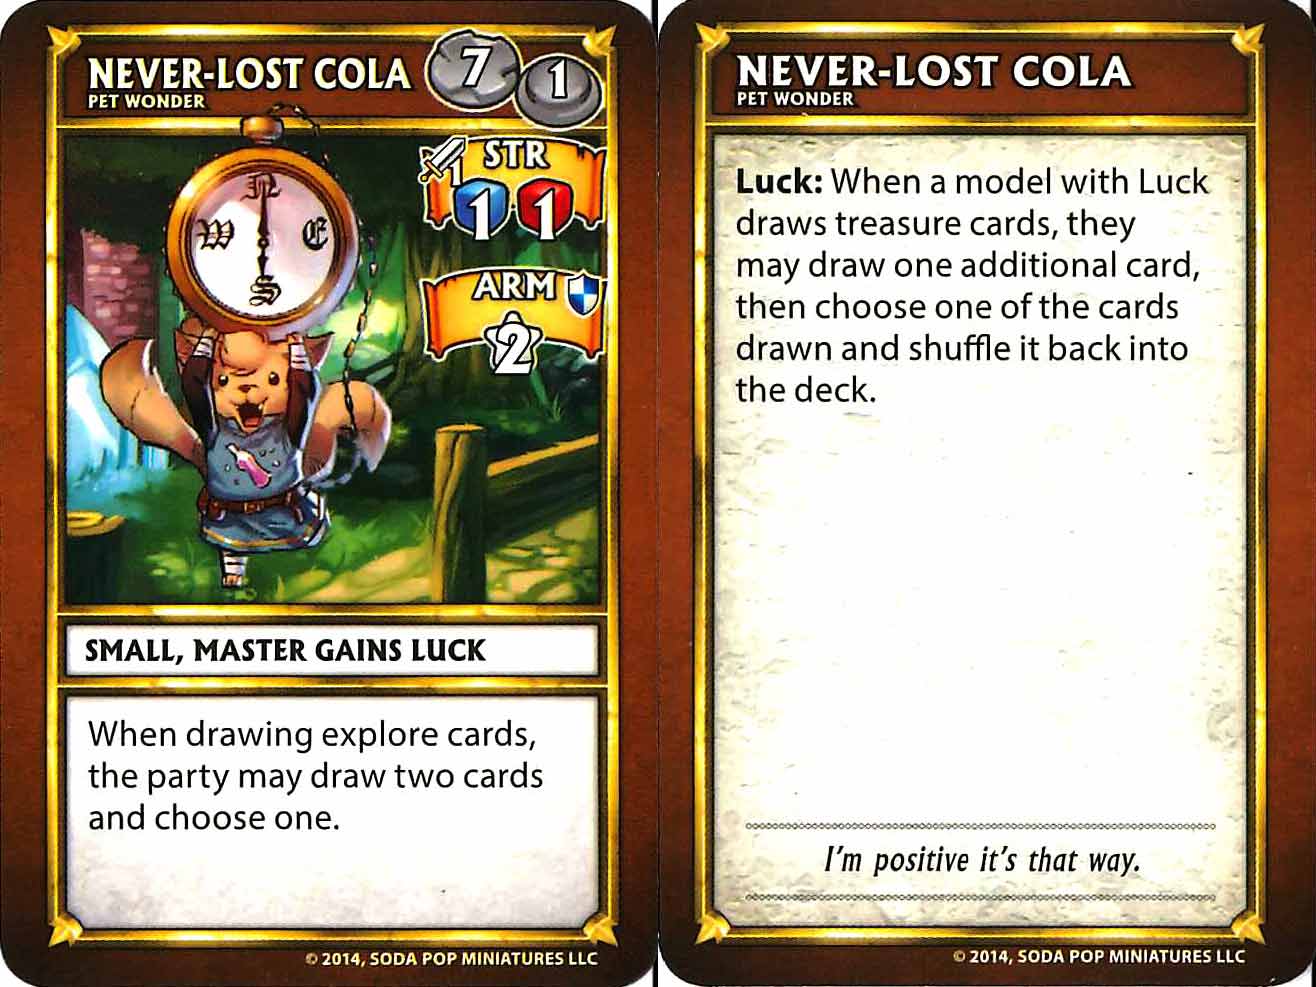 NEVER-LOST COLA
PET WONDER
7
1
N
W
E
S
STR
1
1 1
ARM
2
SMALL, MASTER GAINS LUCK
When drawing explore cards,
the party may draw two cards
and choose one.
© 2014, SODA POP MINIATURES LLC
NEVER-LOST COLA
PET WONDER
Luck: When a model with Luck
draws treasure cards, they
may draw one additional card,
then choose one of the cards
drawn and shuffle it back into
the deck.
I'm positive it's that way.
© 2014, SODA POP MINIATURES LLC